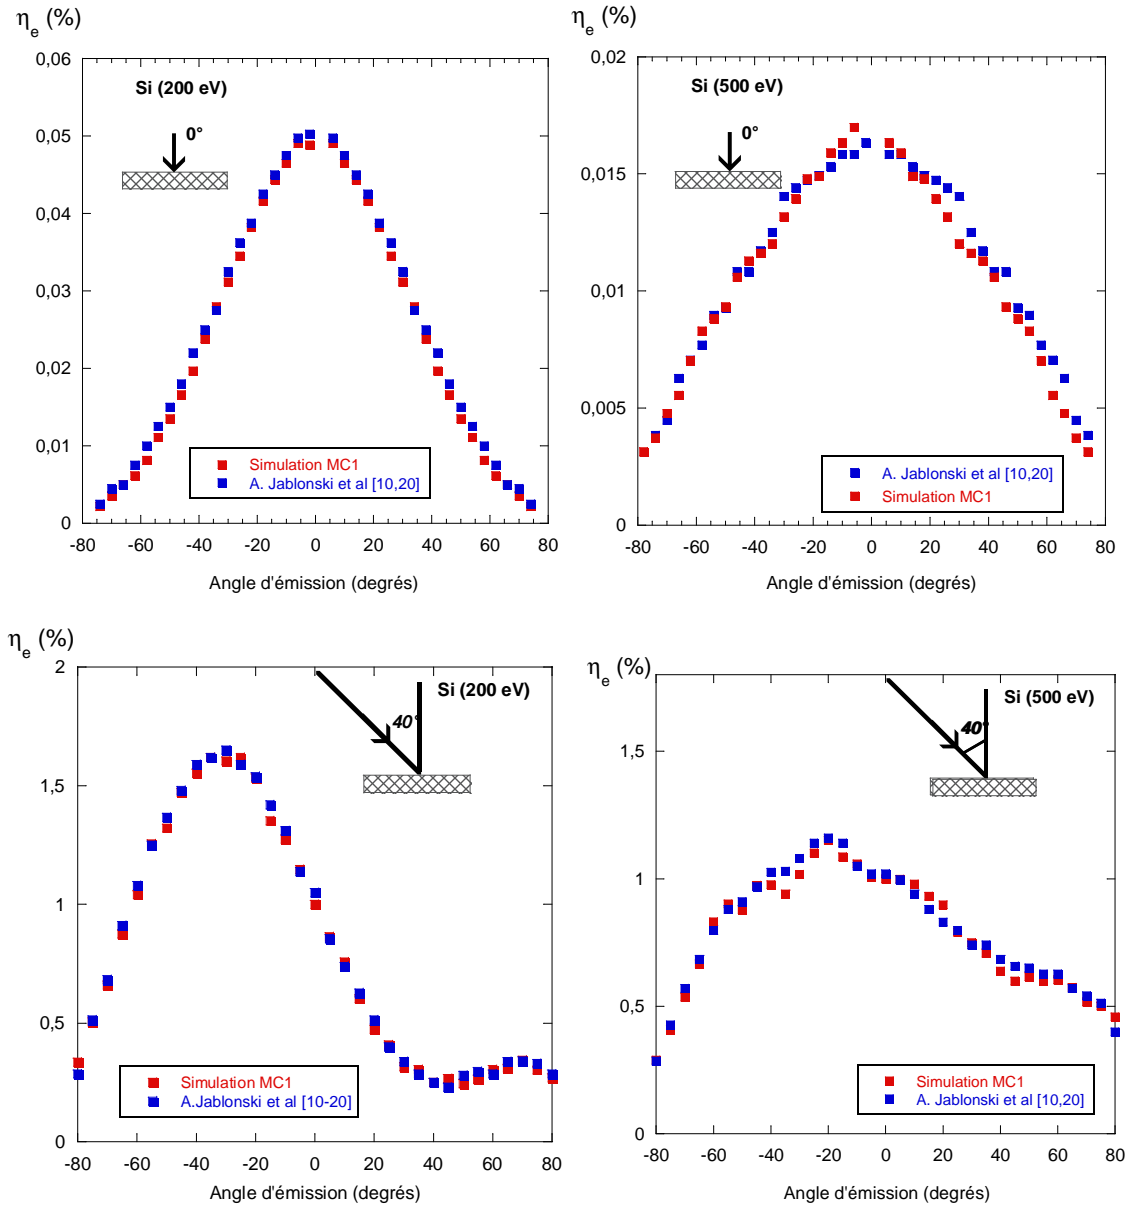 η_e (%)
0,06
0,050
0,04
0,03
0,020
0,01
0
Si (200 eV)
0°
Simulation MC1
A. Jablonski et al [10,20]
-80 -60 -40 -20 0 20 40 60 80
Angle d'émission (degrés)
η_e (%)
0,02
0,015
0,01
0,005
0
Si (500 eV)
0°
A. Jablonski et al [10,20]
Simulation MC1
-80 -60 -40 -20 0 20 40 60 80
Angle d'émission (degrés)
η_e (%)
2
1,5
1
0,5
0
Si (200 eV)
40°
Simulation MC1
A.Jablonski et al [10-20]
-80 -60 -40 -20 0 20 40 60 80
Angle d'émission (degrés)
η_e (%)
1,5
1
0,5
0
Si (500 eV)
40°
Simulation MC1
A. Jablonski et al [10,20]
-80 -60 -40 -20 0 20 40 60 80
Angle d'émission (degrés)